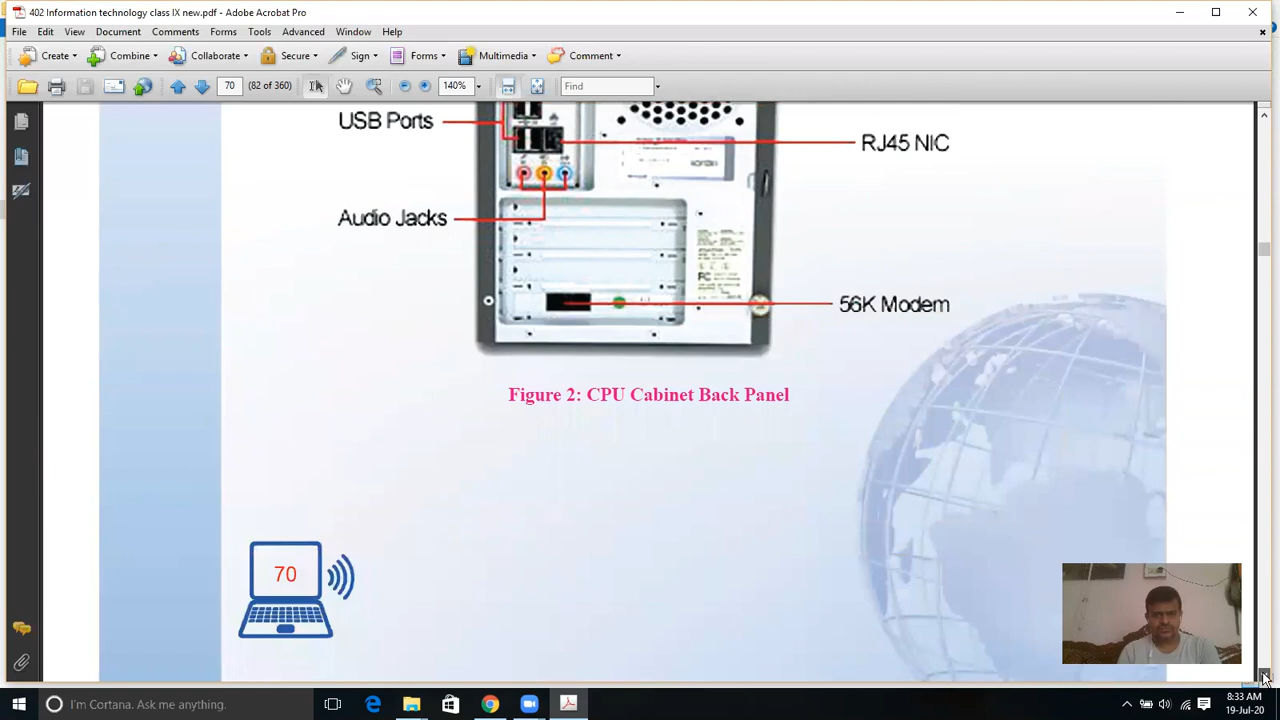 402 Information technology class IX new.pdf - Adobe Acrobat Pro
File Edit View Document Comments Forms Tools Advanced Window Help
Create Combine Collaborate Secure Sign Forms Multimedia Comment
70 (82 of 360) 140% Find
USB Ports
RJ45 NIC
Audio Jacks
56K Modem
Figure 2: CPU Cabinet Back Panel
70
I'm Cortana. Ask me anything.
8:33 AM
19-Jul-20